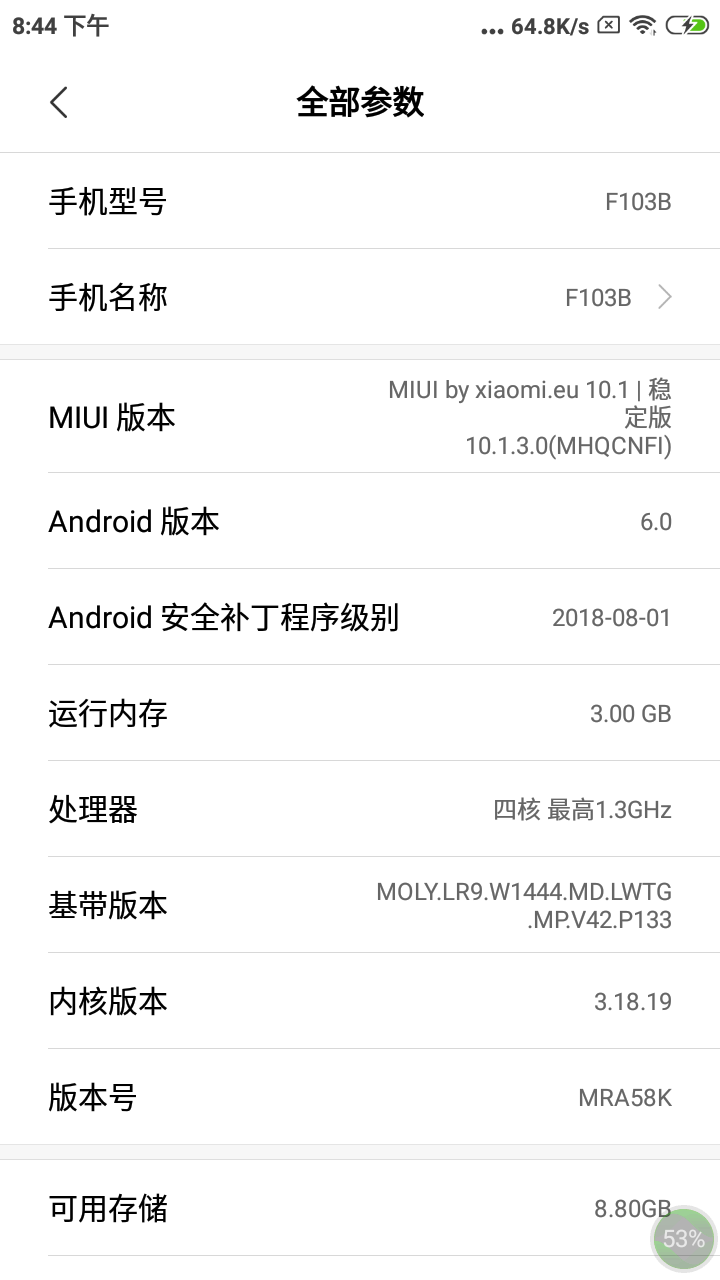 8:44 下午
... 64.8K/s
全部参数
手机型号
F103B
手机名称
F103B
MIUI 版本
MIUI by xiaomi.eu 10.1 | 稳
定版
10.1.3.0(MHQCNFI)
Android 版本
6.0
Android 安全补丁程序级别
2018-08-01
运行内存
3.00 GB
处理器
四核 最高1.3GHz
基带版本
MOLY.LR9.W1444.MD.LWTG
.MP.V42.P133
内核版本
3.18.19
版本号
MRA58K
可用存储
8.80GB
53%